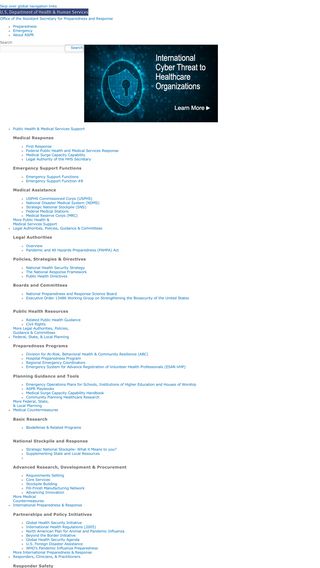 Skip over global navigation links
U.S. Department of Health & Human Services
Office of the Assistant Secretary for Preparedness and Response
Preparedness
Emergency
About ASPR
Search
Search
International
Cyber Threat to
Healthcare
Organizations
Learn More
Public Health & Medical Services Support
Medical Response
First Response
Federal Public Health and Medical Services Response
Medical Surge Capacity Capability
Legal Authority of the HHS Secretary
Emergency Support Functions
Emergency Support Functions
Emergency Support Function #8
Medical Assistance
USPHS Commissioned Corps (USPHS)
National Disaster Medical System (NDMS)
Strategic National Stockpile (SNS)
Federal Medical Stations
Medical Reserve Corps (MRC)
More Public Health &
Medical Services Support
Legal Authorities, Policies, Guidance & Committees
Legal Authorities
Overview
Pandemic and All Hazards Preparedness (PAHPA) Act
Policies, Strategies & Directives
National Health Security Strategy
The National Response Framework
Public Health Directives
Boards and Committees
National Preparedness and Response Science Board
Executive Order 13486 Working Group on Strengthening the Biosecurity of the United States
Public Health Resources
Related Public Health Guidance
Civil Rights
More Legal Authorities, Policies,
Guidance & Committees
Federal, State, & Local Planning
Preparedness Programs
Division for At-Risk, Behavioral Health & Community Resilience (ABC)
Hospital Preparedness Program
Regional Emergency Coordinators
Emergency System for Advance Registration of Volunteer Health Professionals (ESAR-VHP)
Planning Guidance and Tools
Emergency Operations Plans for Schools, Institutions of Higher Education and Houses of Worship
ASPR Playbooks
Medical Surge Capacity Capability Handbook
Community Planning Healthcare Research
More Federal, State,
& Local Planning
Medical Countermeasures
Basic Research
Biodefense & Related Programs
National Stockpile and Response
Strategic National Stockpile: What it Means to you?
Supplementing State and Local Resources
Advanced Research, Development & Procurement
Requirements Setting
Core Services
Stockpile Building
Fill-Finish Manufacturing Network
Advancing Innovation
More Medical
Countermeasures
International Preparedness & Response
Partnerships and Policy Initiatives
Global Health Security Initiative
International Health Regulations (2005)
North American Plan for Animal and Pandemic Influenza
Beyond the Border Initiative
Global Health Security Agenda
U.S. Foreign Disaster Assistance
WHO's Pandemic Influenza Preparedness
More International Preparedness & Response
Responders, Clinicians, & Practitioners
Responder Safety